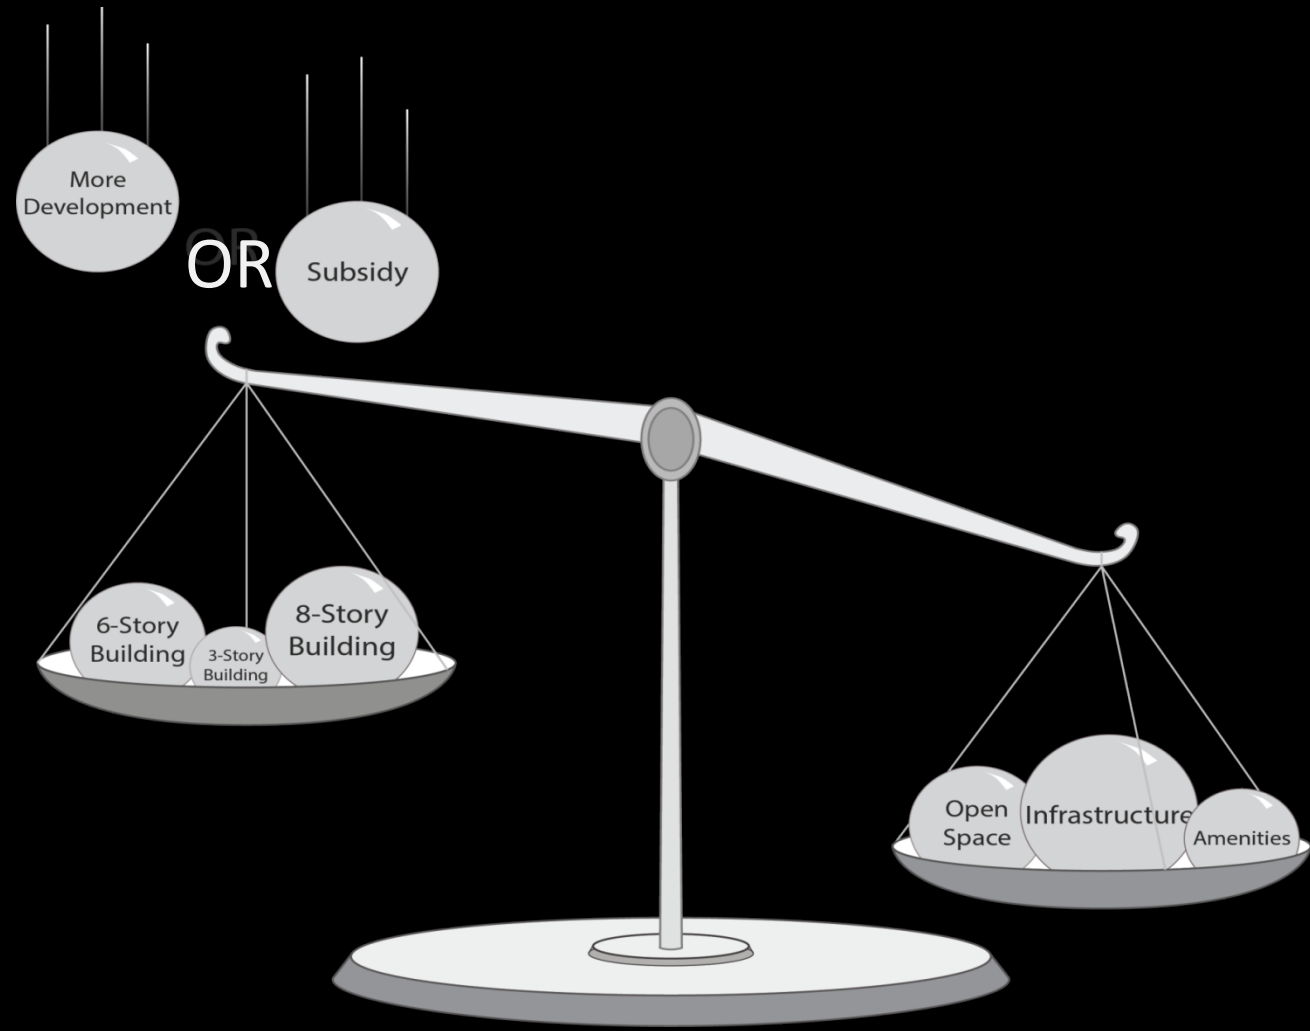 More
Development
OR
Subsidy
6-Story
Building
3-Story
Building
8-Story
Building
Open
Space
Infrastructure
Amenities